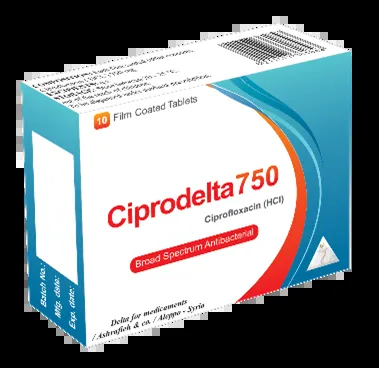 10 Film Coated Tablets
Ciprodelta750
Ciprofloxacin (HCl)
Broad Spectrum Antibacterial
Delta for medicaments
/ Ashrafieh & co. / Aleppo - Syria
Batch No.:
Mfg. date:
Exp. date: